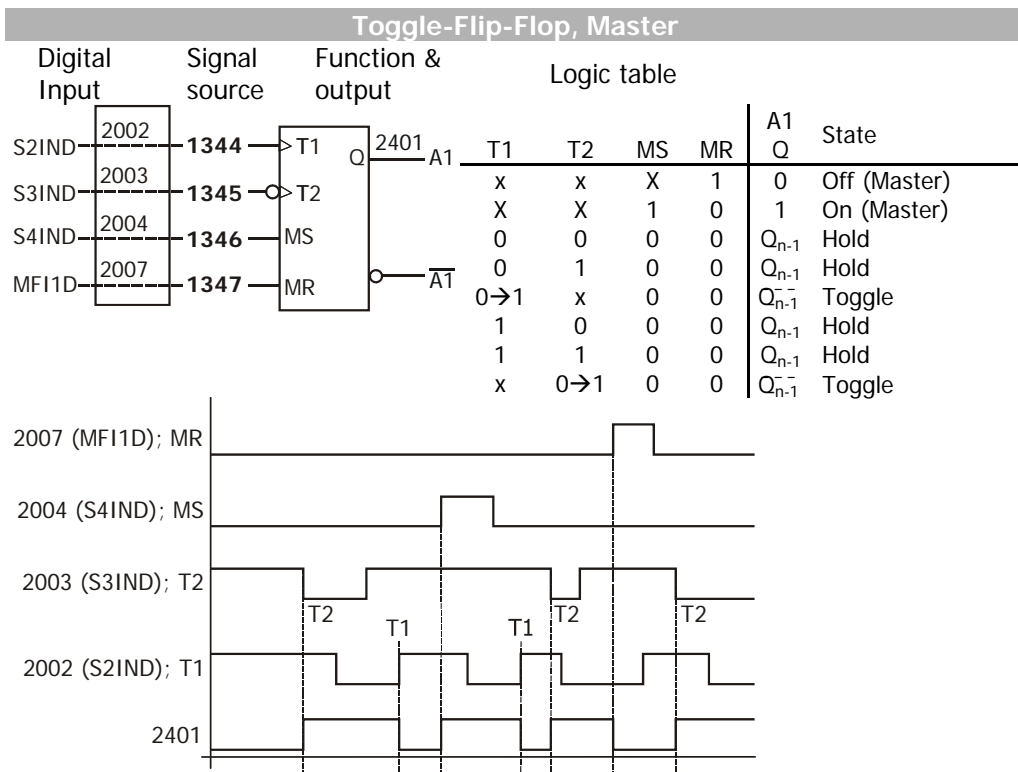 Toggle-Flip-Flop, Master
Digital Input
Signal source
Function & output
Logic table
S2IND 2002 1344 T1 Q 2401 A1
S3IND 2003 1345 T2
S4IND 2004 1346 MS
MFI1D 2007 1347 MR A1
T1 T2 MS MR A1 Q State
x x X 1 0 Off (Master)
X X 1 0 1 On (Master)
0 0 0 0 Qn-1 Hold
0 1 0 0 Qn-1 Hold
0→1 x 0 0 Qn-1 Toggle
1 0 0 0 Qn-1 Hold
1 1 0 0 Qn-1 Hold
x 0→1 0 0 Qn-1 Toggle
2007 (MFI1D); MR
2004 (S4IND); MS
2003 (S3IND); T2
T2 T1 T1 T2 T2
2002 (S2IND); T1
2401